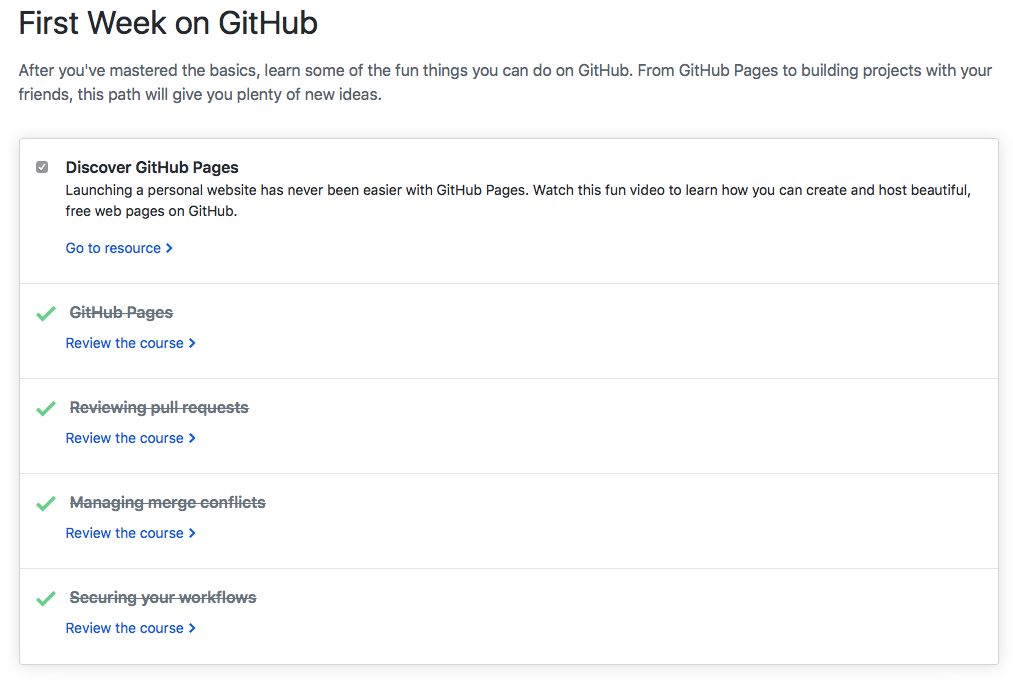 First Week on GitHub
After you've mastered the basics, learn some of the fun things you can do on GitHub. From GitHub Pages to building projects with your
friends, this path will give you plenty of new ideas.
Discover GitHub Pages
Launching a personal website has never been easier with GitHub Pages. Watch this fun video to learn how you can create and host beautiful,
free web pages on GitHub.
Go to resource
GitHub Pages
Review the course
Reviewing pull requests
Review the course
Managing merge conflicts
Review the course
Securing your workflows
Review the course